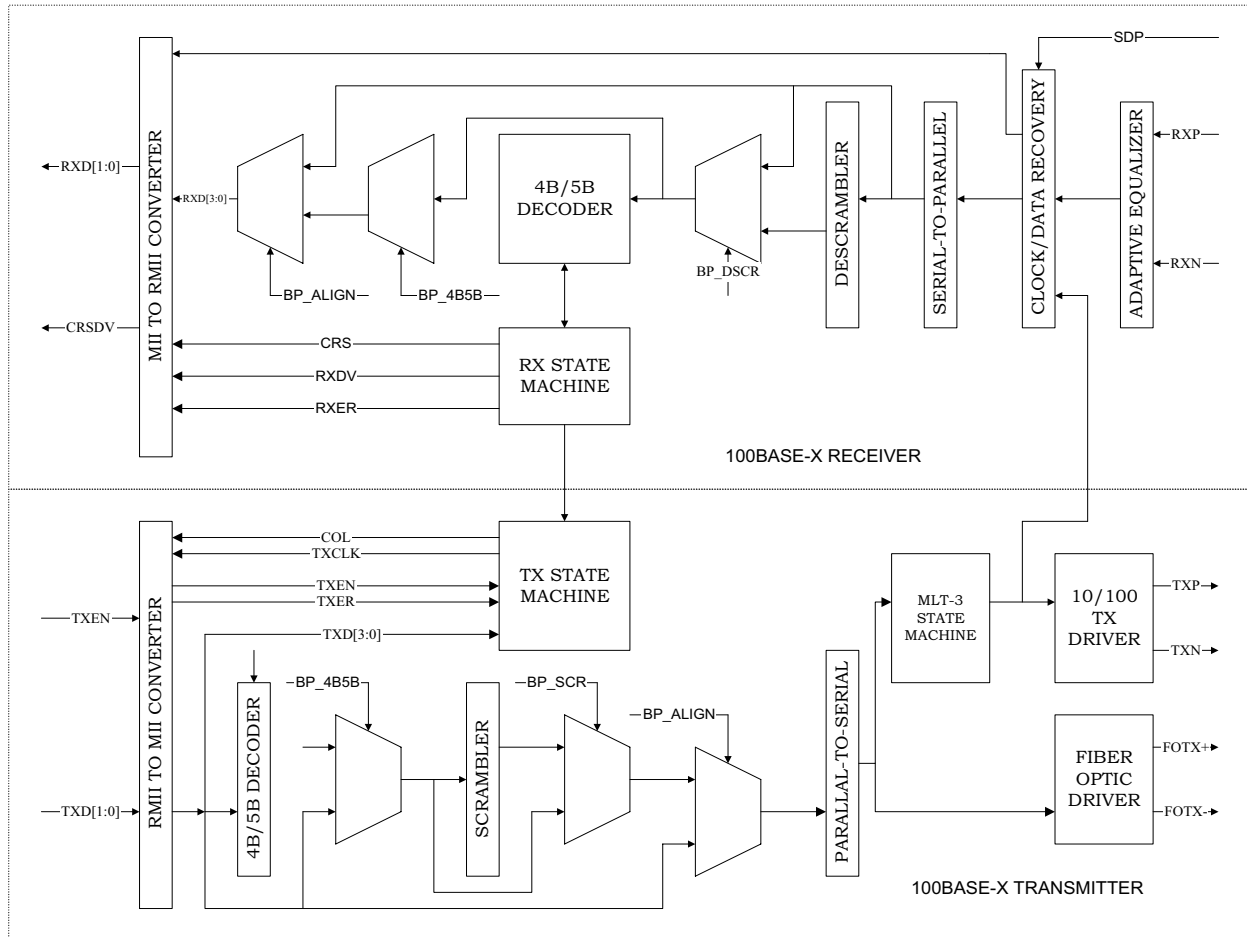 SDP
MII TO RMII CONVERTER
RXD[1:0]
CRSDV
RXD[3:0]
BP_ALIGN
BP_4B5B
4B/5B
DECODER
BP_DSCR
DESCRAMBLER
SERIAL-TO-PARALLEL
CLOCK/DATA RECOVERY
ADAPTIVE EQUALIZER
RXP
RXN
CRS
RXDV
RXER
RX STATE
MACHINE
100BASE-X RECEIVER
RMII TO MII CONVERTER
TXEN
TXD[1:0]
COL
TXCLK
TXEN
TXER
TXD[3:0]
TX STATE
MACHINE
4B/5B DECODER
BP_4B5B
SCRAMBLER
BP_SCR
BP_ALIGN
PARALLAL-TO-SERIAL
MLT-3
STATE
MACHINE
10/100
TX
DRIVER
TXP
TXN
FIBER
OPTIC
DRIVER
FOTX+
FOTX-
100BASE-X TRANSMITTER